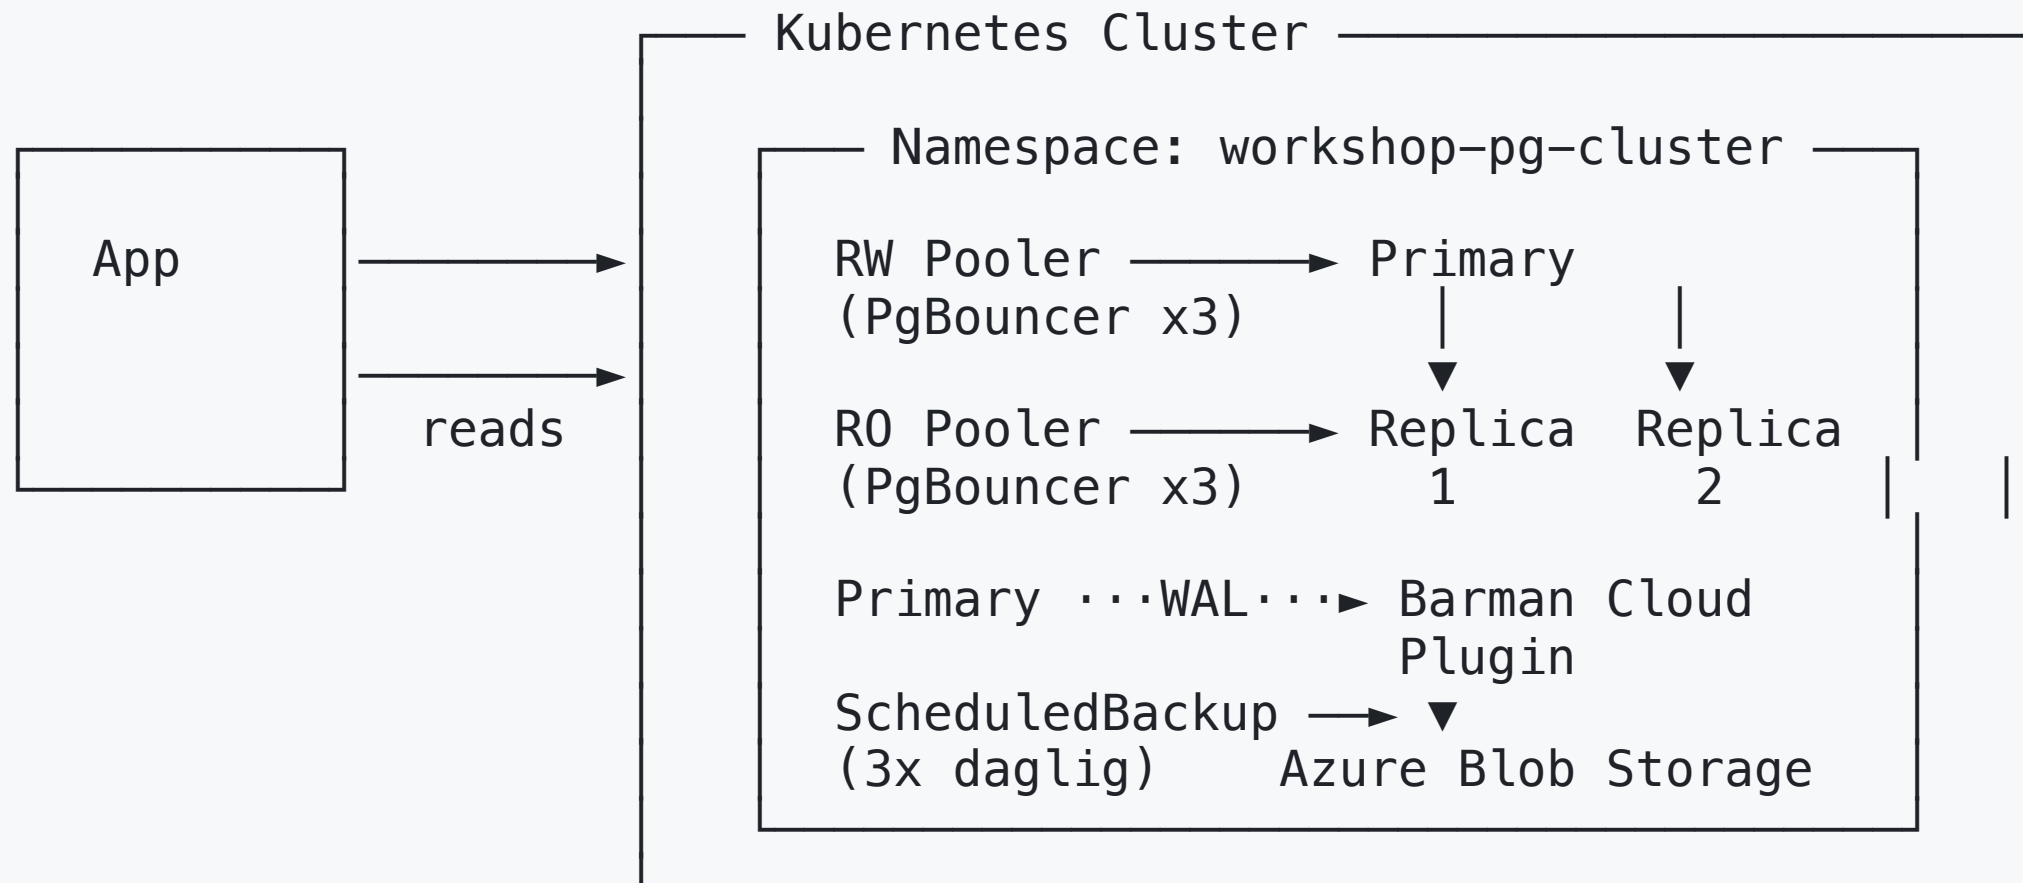 Kubernetes Cluster
Namespace: workshop-pg-cluster
App
RW Pooler ──────► Primary
(PgBouncer x3)
reads
RO Pooler ──────► Replica Replica
(PgBouncer x3) 1 2
Primary ···WAL···► Barman Cloud
Plugin
ScheduledBackup ──► ▼
(3x daglig) Azure Blob Storage